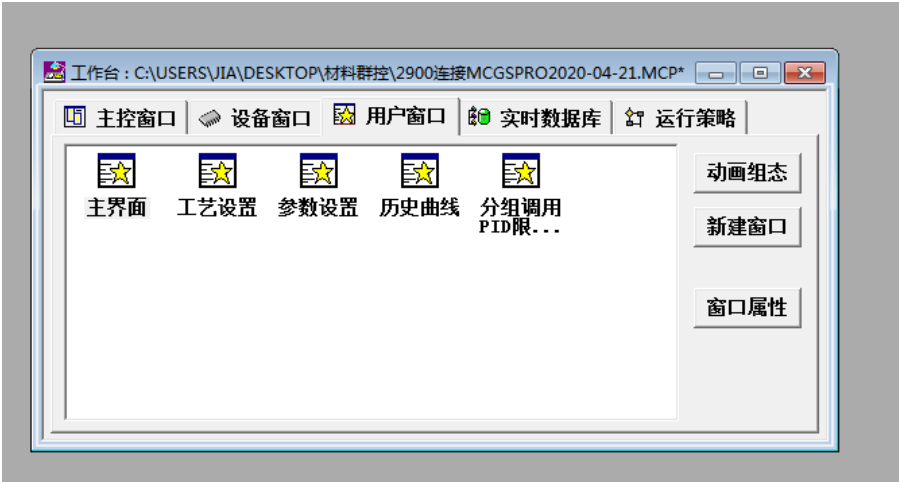 工作台：C:\USERS\JIA\DESKTOP\材料群控\2900连接MCGSPRO2020-04-21.MCP*
主控窗口 设备窗口 用户窗口 实时数据库 运行策略
主界面 工艺设置 参数设置 历史曲线 分组调用
PID限...
动画组态
新建窗口
窗口属性